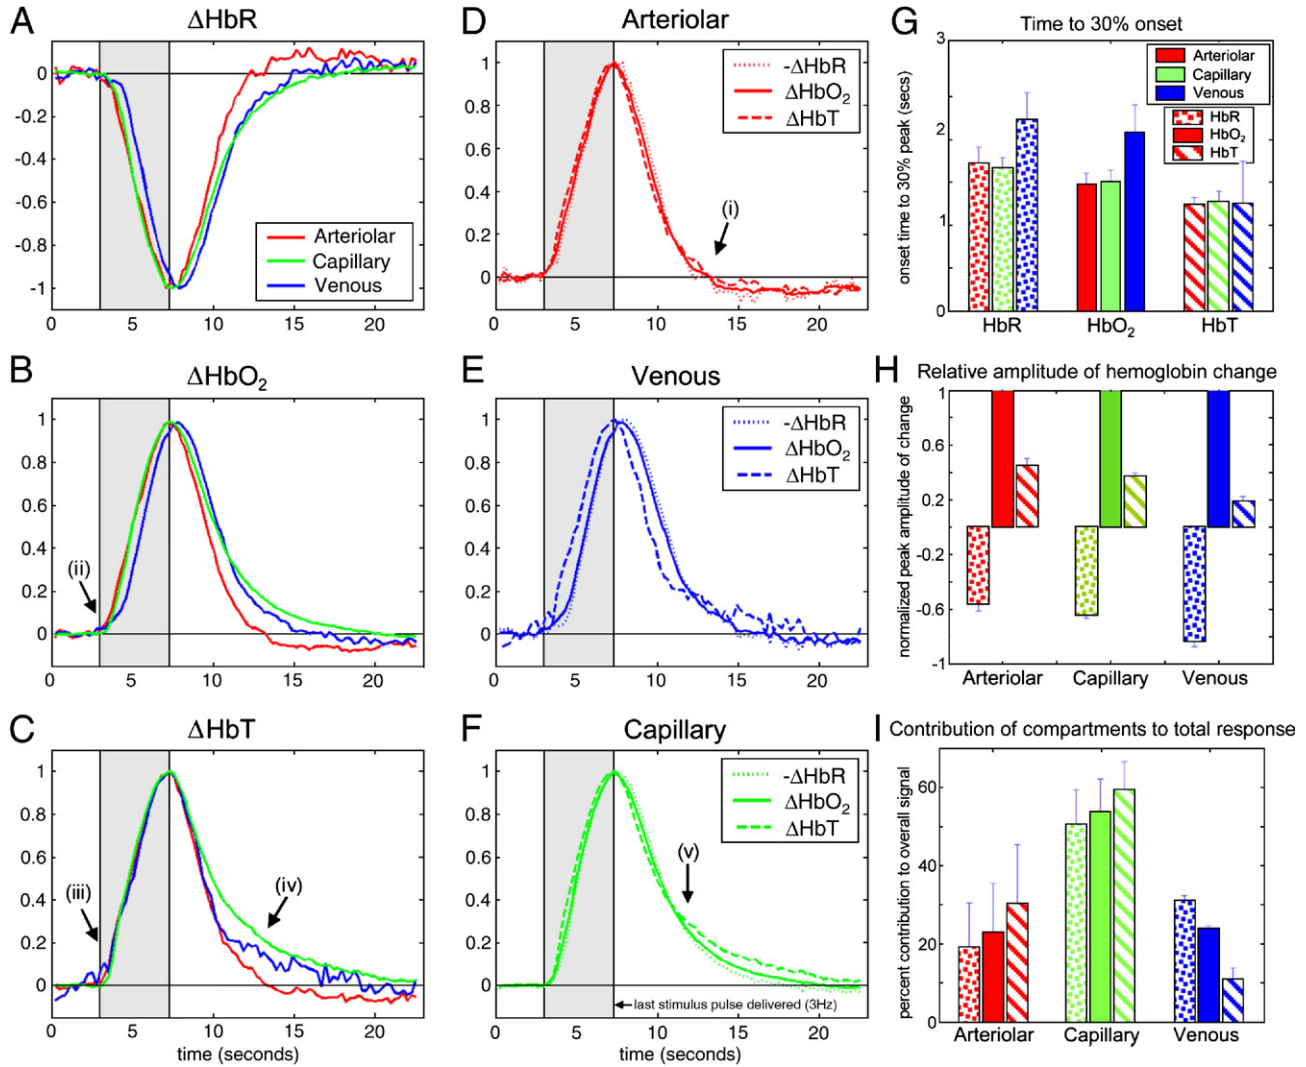 A
ΔHbR
0
-0.2
-0.4
-0.6
-0.8
-1
Arteriolar
Capillary
Venous
0 5 10 15 20
B
ΔHbO2
1
0.8
0.6
0.4
0.2
0
(ii)
0 5 10 15 20
C
ΔHbT
1
0.8
0.6
0.4
0.2
0
(iii)
(iv)
0 5 10 15 20
time (seconds)
D
Arteriolar
1
0.8
0.6
0.4
0.2
0
-ΔHbR
ΔHbO2
ΔHbT
(i)
0 5 10 15 20
E
Venous
1
0.8
0.6
0.4
0.2
0
-ΔHbR
ΔHbO2
ΔHbT
0 5 10 15 20
F
Capillary
1
0.8
0.6
0.4
0.2
0
-ΔHbR
ΔHbO2
ΔHbT
(v)
last stimulus pulse delivered (3Hz)
0 5 10 15 20
time (seconds)
G
Time to 30% onset
onset time to 30% peak (secs)
3
2
1
0
Arteriolar
Capillary
Venous
HbR
HbO2
HbT
HbR HbO2 HbT
H
Relative amplitude of hemoglobin change
normalized peak amplitude of change
1
0.6
0.2
-0.2
-0.6
-1
Arteriolar Capillary Venous
I
Contribution of compartments to total response
percent contribution to overall signal
60
40
20
0
Arteriolar Capillary Venous